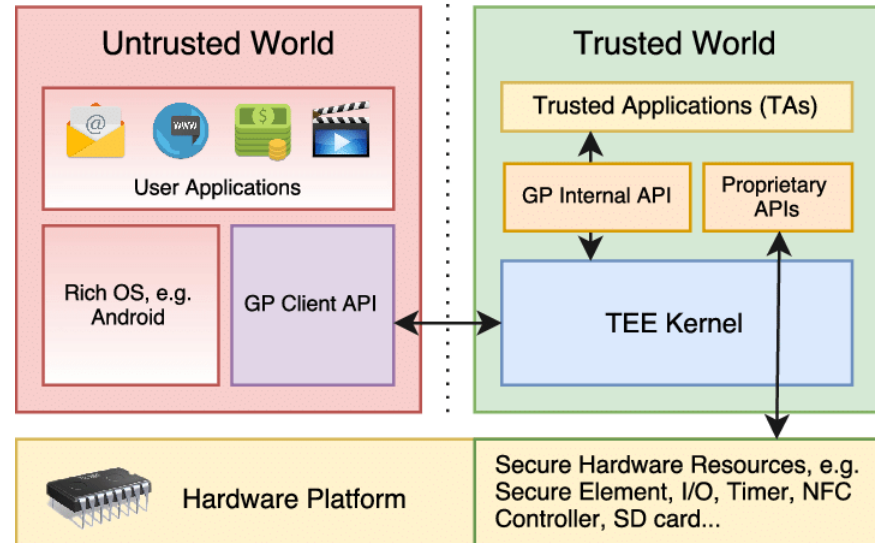 Untrusted World
Trusted World
@
WWW
$
User Applications
Trusted Applications (TAs)
GP Internal API
Proprietary
APIs
Rich OS, e.g.
Android
GP Client API
TEE Kernel
Hardware Platform
Secure Hardware Resources, e.g.
Secure Element, I/O, Timer, NFC
Controller, SD card...